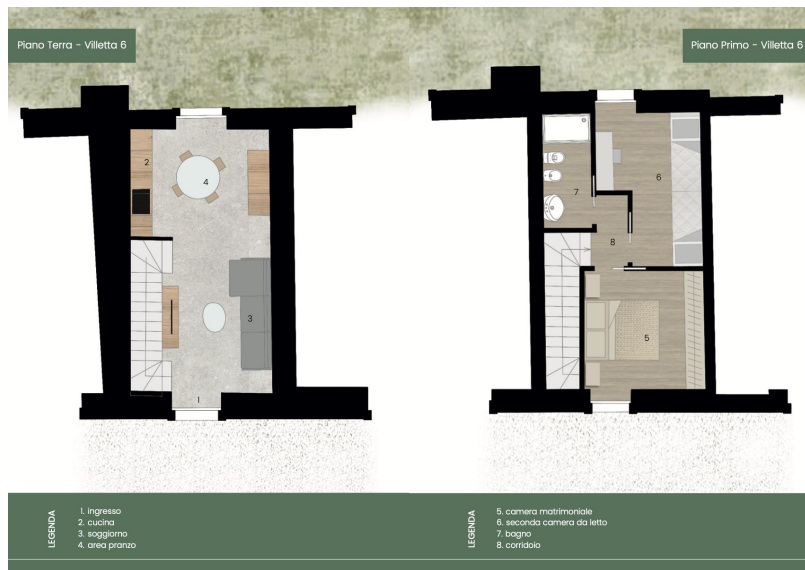 Piano Terra - Villetta 6
Piano Primo - Villetta 6
2
4
3
1
6
7
8
5
LEGENDA
1. ingresso
2. cucina
3. soggiorno
4. area pranzo
LEGENDA
5. camera matrimoniale
6. seconda camera da letto
7. bagno
8. corridoio